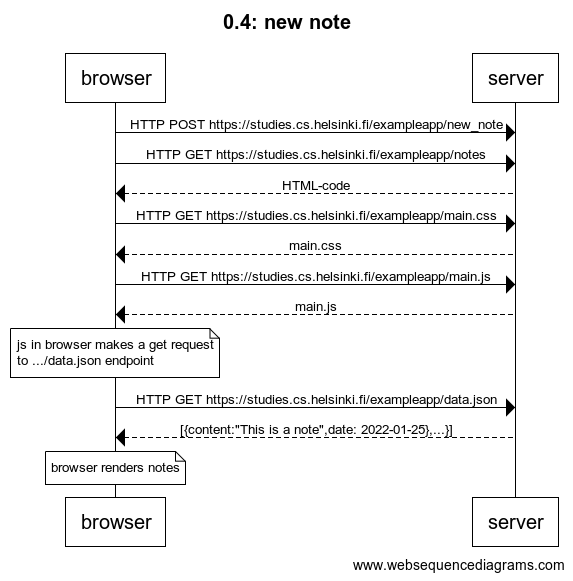 0.4: new note
browser
server
HTTP POST https://studies.cs.helsinki.fi/exampleapp/new_note
HTTP GET https://studies.cs.helsinki.fi/exampleapp/notes
HTML-code
HTTP GET https://studies.cs.helsinki.fi/exampleapp/main.css
main.css
HTTP GET https://studies.cs.helsinki.fi/exampleapp/main.js
main.js
js in browser makes a get request
to .../data.json endpoint
HTTP GET https://studies.cs.helsinki.fi/exampleapp/data.json
[{content:"This is a note",date: 2022-01-25},...}]
browser renders notes
browser
server
www.websequencediagrams.com